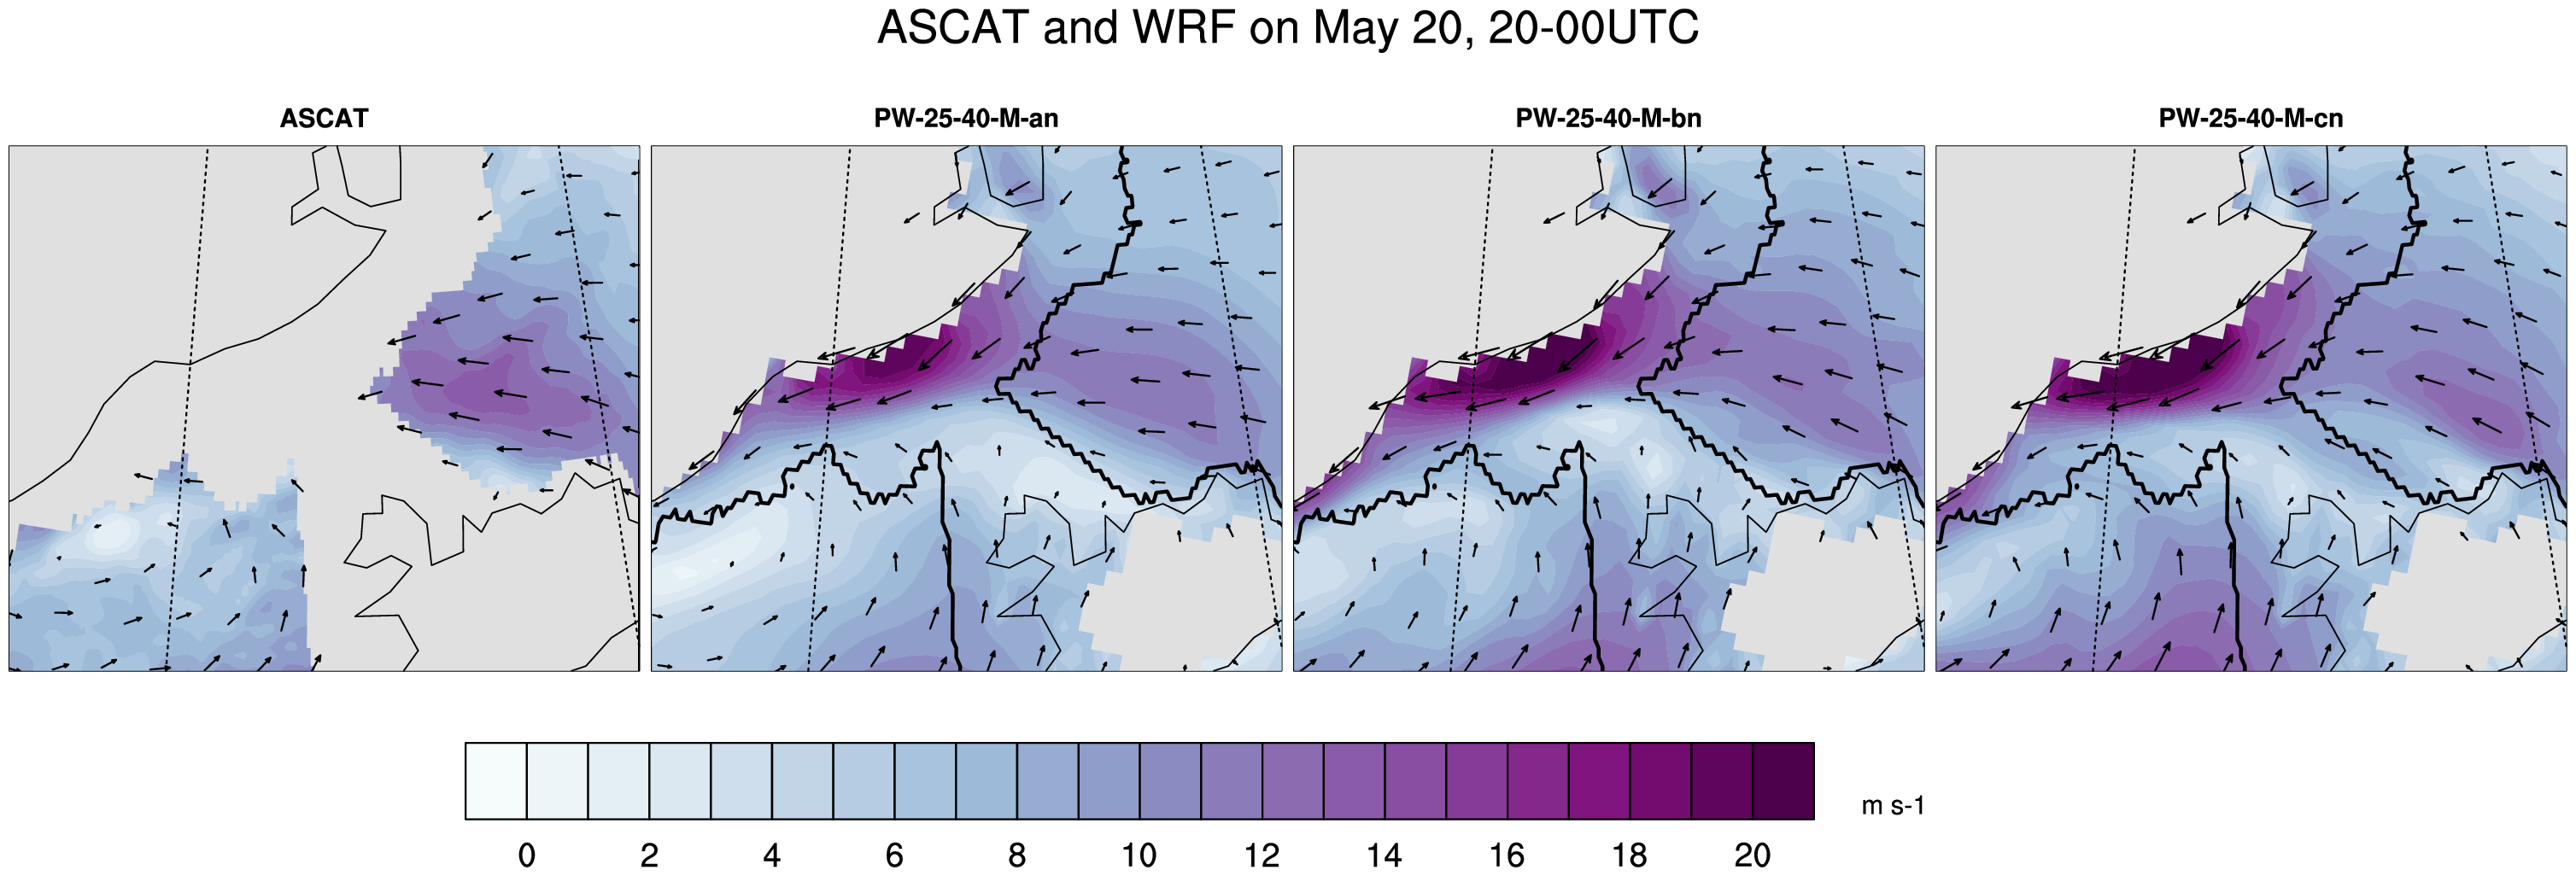 ASCAT and WRF on May 20, 20-00UTC
ASCAT PW-25-40-M-an PW-25-40-M-bn PW-25-40-M-cn
m s-1
0 2 4 6 8 10 12 14 16 18 20